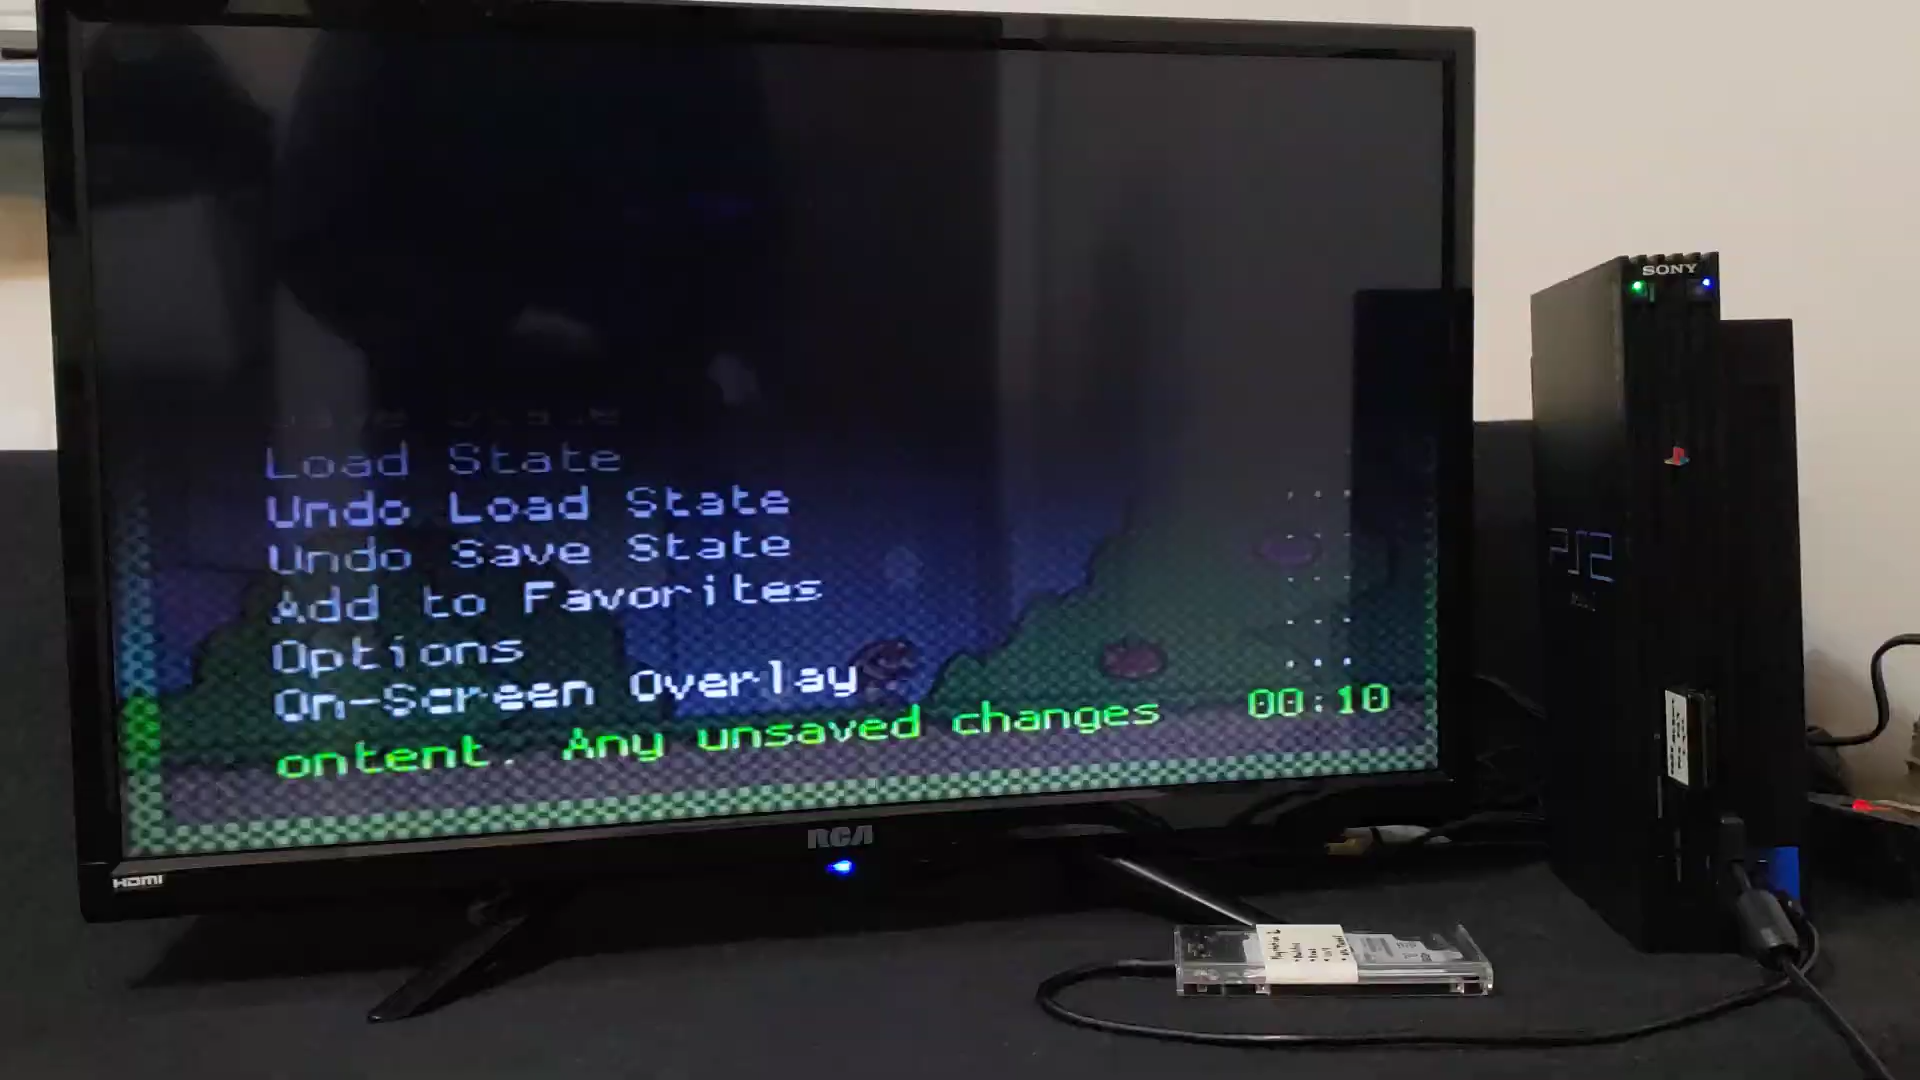 SONY
Load State
Undo Load State
Undo Save State
Add to Favorites
...
Options
...
On-Screen Overlay
...
ontent. Any unsaved changes 00:10
PS2
RCA
HDMI